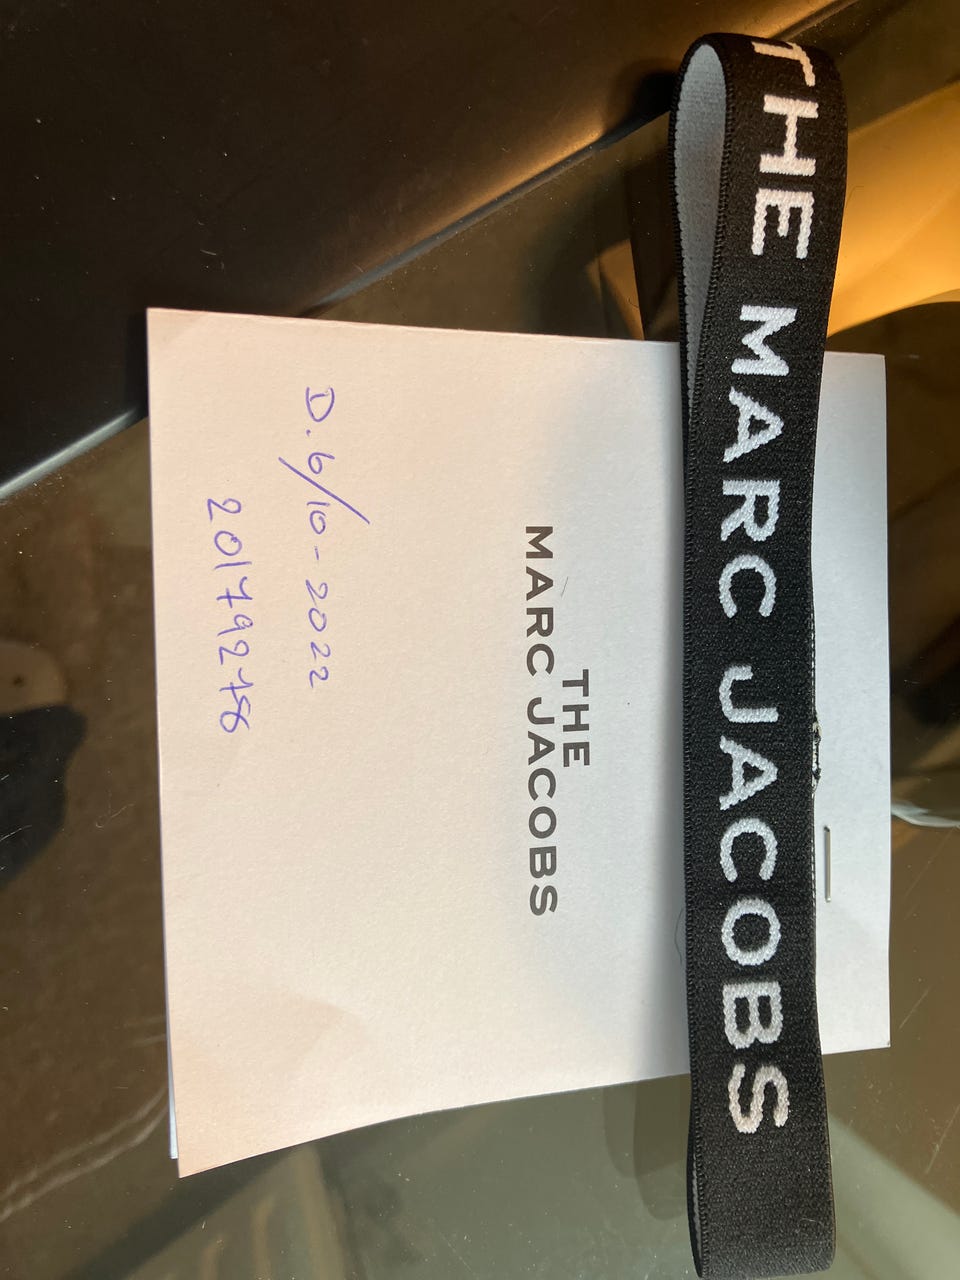 THE MARC JACOBS
THE
MARC JACOBS
D. 6/10-2022
20179278